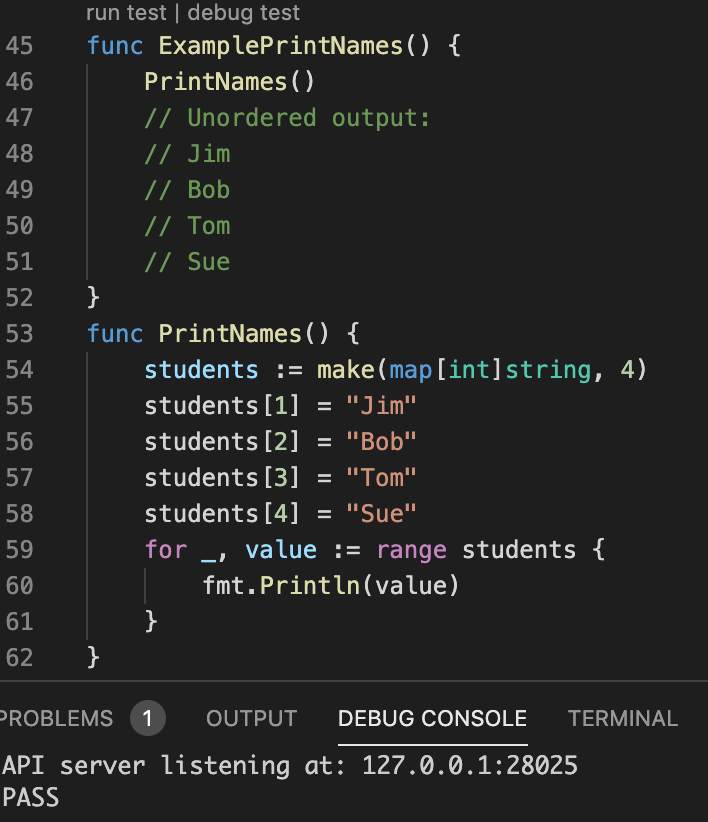 run test | debug test
45 func ExamplePrintNames() {
46 PrintNames()
47 // Unordered output:
48 // Jim
49 // Bob
50 // Tom
51 // Sue
52 }
53 func PrintNames() {
54 students := make(map[int]string, 4)
55 students[1] = "Jim"
56 students[2] = "Bob"
57 students[3] = "Tom"
58 students[4] = "Sue"
59 for _, value := range students {
60 fmt.Println(value)
61 }
62 }
PROBLEMS 1 OUTPUT DEBUG CONSOLE TERMINAL
API server listening at: 127.0.0.1:28025
PASS